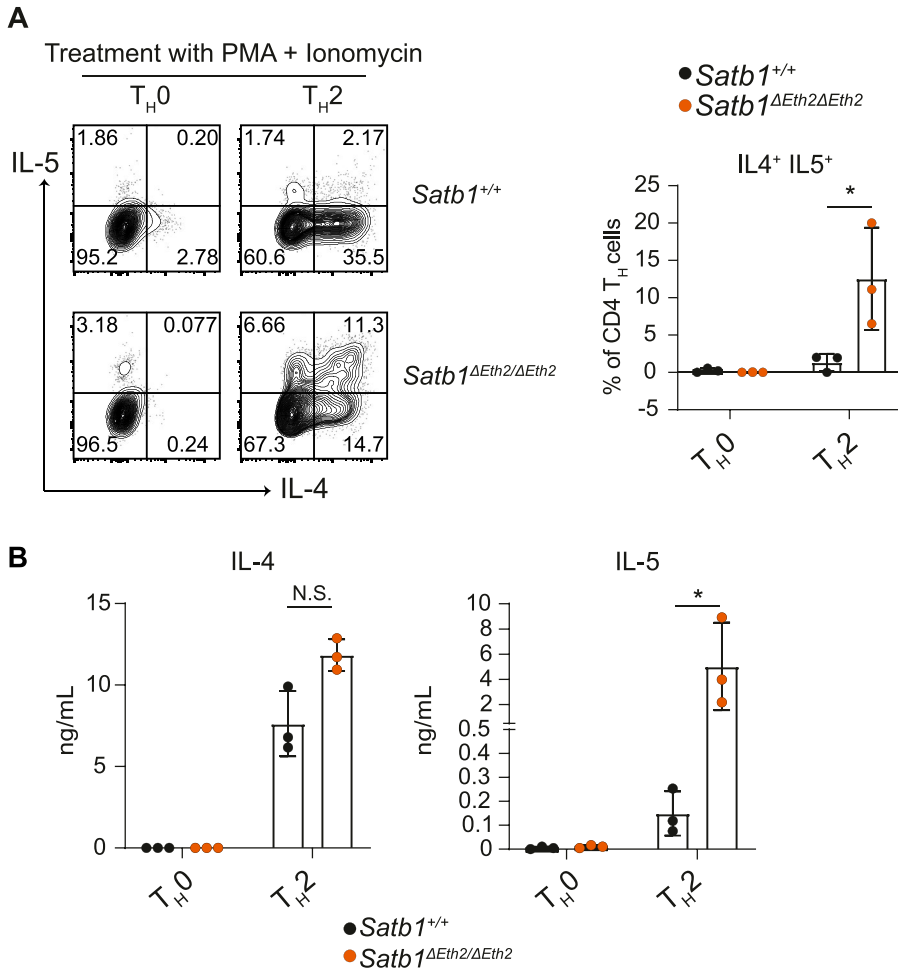 A
Treatment with PMA + Ionomycin
TH0 TH2
IL-5
1.86 0.20
95.2 2.78
1.74 2.17
60.6 35.5
Satb1+/+
3.18 0.077
96.5 0.24
6.66 11.3
67.3 14.7
Satb1ΔEth2/ΔEth2
IL-4
Satb1+/+
Satb1ΔEth2ΔEth2
IL4+ IL5+
% of CD4 TH cells
25
20
15
10
5
0
-5
*
TH0 TH2
B
IL-4
ng/mL
15
10
5
0
N.S.
TH0 TH2
IL-5
ng/mL
10
8
6
4
2
0.5
0.4
0.3
0.2
0.1
0
*
TH0 TH2
Satb1+/+
Satb1ΔEth2/ΔEth2